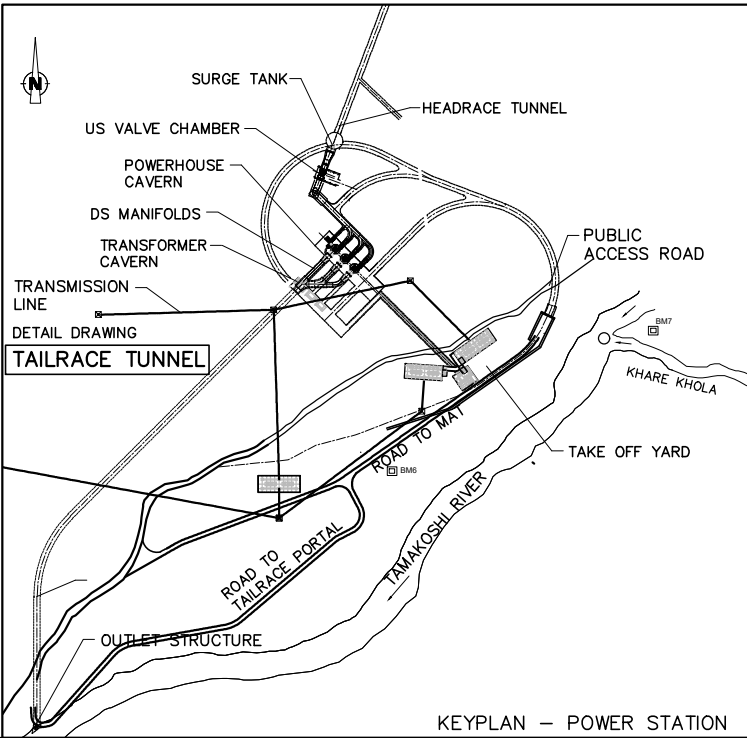 N
SURGE TANK
HEADRACE TUNNEL
US VALVE CHAMBER
POWERHOUSE
CAVERN
DS MANIFOLDS
TRANSFORMER
CAVERN
PUBLIC
ACCESS ROAD
TRANSMISSION
LINE
DETAIL DRAWING
TAILRACE TUNNEL
BM7
KHARE KHOLA
TAKE OFF YARD
ROAD TO MAT
BM6
TAMAKOSHI RIVER
ROAD TO
TAILRACE PORTAL
OUTLET STRUCTURE
KEYPLAN – POWER STATION